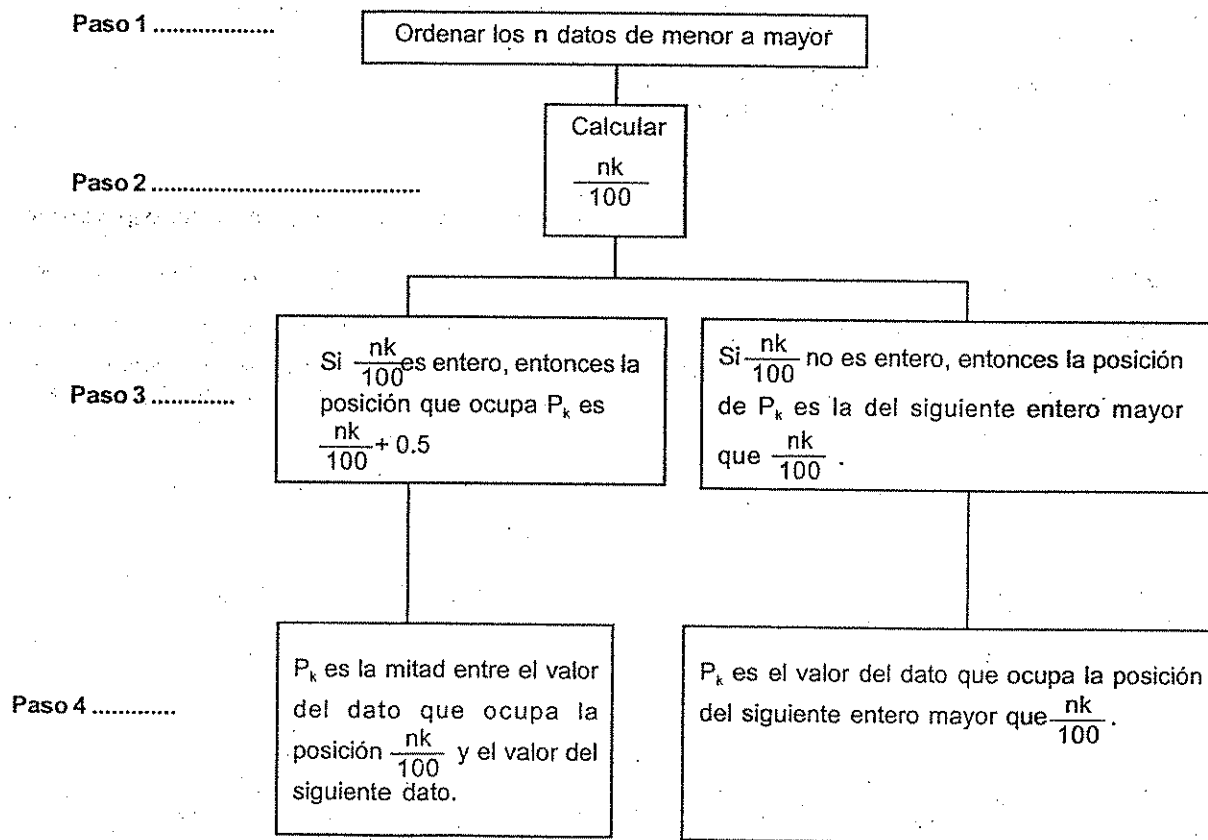 Paso 1 ....................
Ordenar los n datos de menor a mayor
Calcular
nk
100
Paso 2 .............................................
Paso 3 ..............
Si nk/100 es entero, entonces la
posición que ocupa Pk es
nk/100 + 0.5
Si nk/100 no es entero, entonces la posición
de Pk es la del siguiente entero mayor
que nk/100 .
Paso 4 ..............
Pk es la mitad entre el valor
del dato que ocupa la
posición nk/100 y el valor del
siguiente dato.
Pk es el valor del dato que ocupa la posición
del siguiente entero mayor que nk/100 .